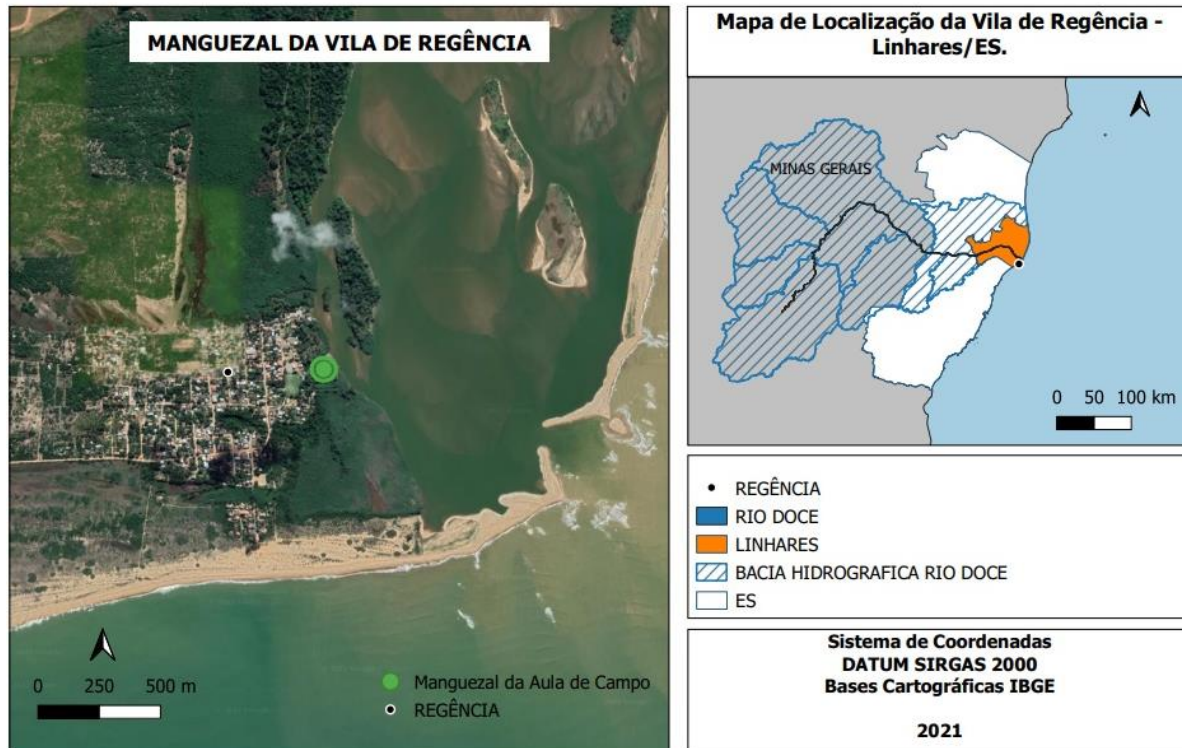 MANGUEZAL DA VILA DE REGÊNCIA
0 250 500 m
Manguezal da Aula de Campo
REGÊNCIA
Mapa de Localização da Vila de Regência -
Linhares/ES.
MINAS GERAIS
0 50 100 km
REGÊNCIA
RIO DOCE
LINHARES
BACIA HIDROGRAFICA RIO DOCE
ES
Sistema de Coordenadas
DATUM SIRGAS 2000
Bases Cartográficas IBGE
2021